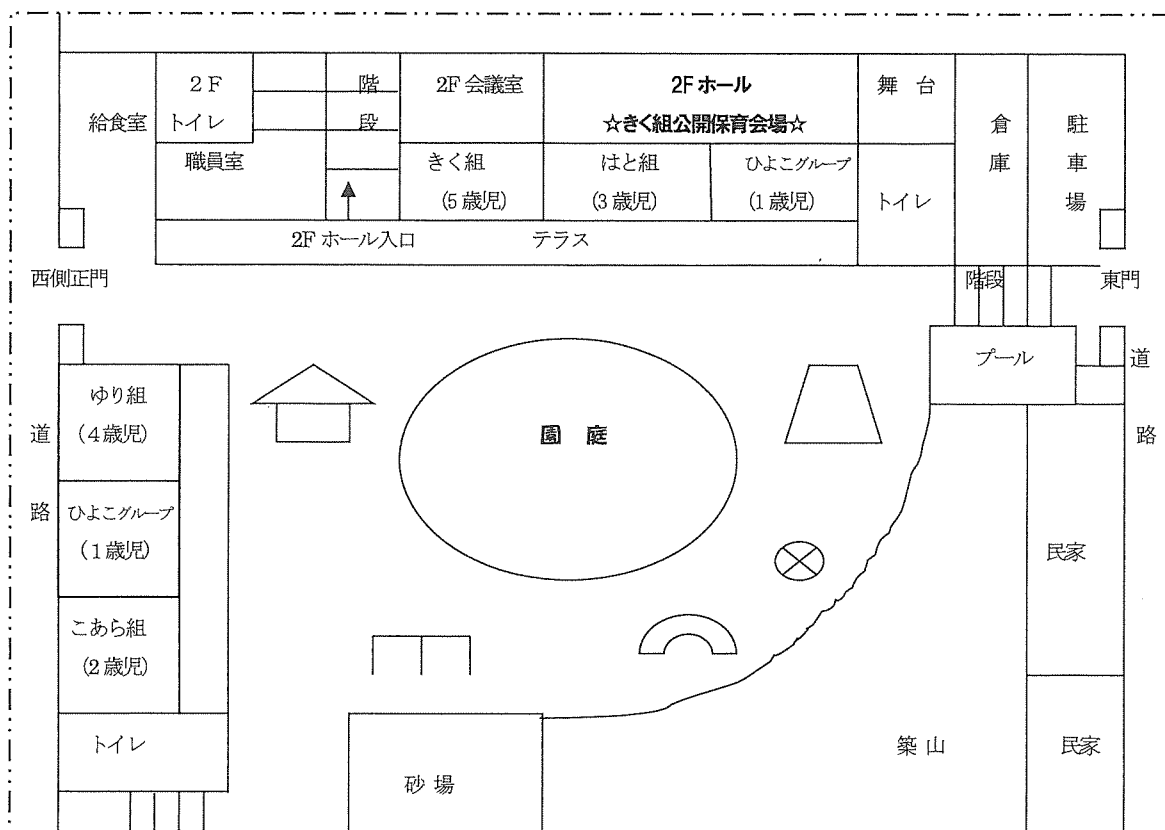 給食室
2F
トイレ
階段
2F 会議室
2F ホール
☆きく組公開保育会場☆
舞 台
倉庫
駐車場
職員室
きく組
(5 歳児)
はと組
(3 歳児)
ひよこグループ
(1 歳児)
トイレ
2F ホール入口
テラス
西側正門
階段
東門
プール
道路
ゆり組
(4 歳児)
園 庭
道路
ひよこグループ
(1 歳児)
民家
こあら組
(2 歳児)
トイレ
砂 場
築 山
民家